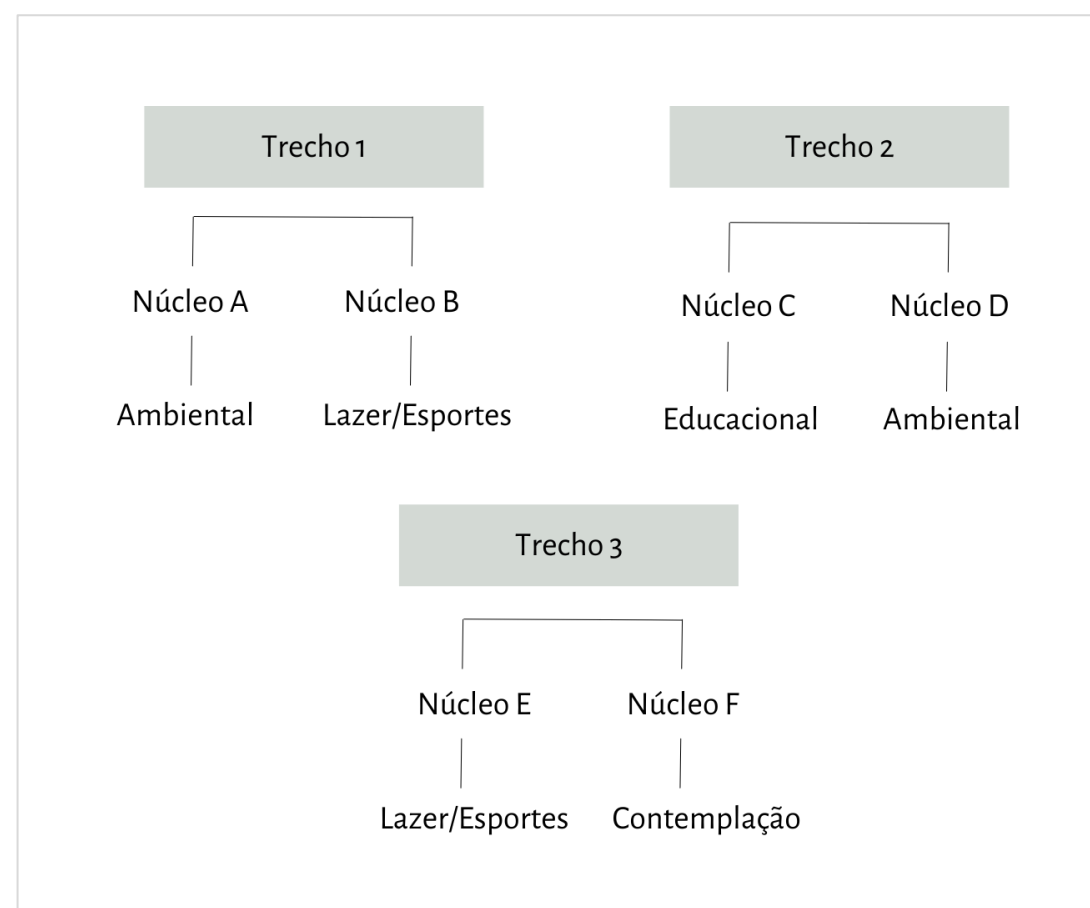 Trecho 1
Trecho 2
Núcleo A
Núcleo B
Núcleo C
Núcleo D
Ambiental
Lazer/Esportes
Educacional
Ambiental
Trecho 3
Núcleo E
Núcleo F
Lazer/Esportes
Contemplação